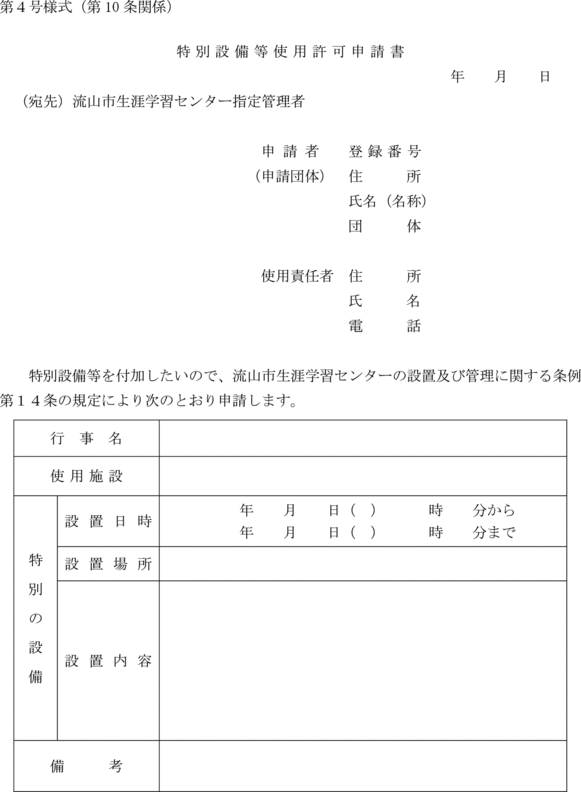 第４号様式（第 10 条関係）
特別設備等使用許可申請書
年　　月　　日
（宛先）流山市生涯学習センター指定管理者
申　請　者　　登 録 番 号
（申請団体）　住　　　所
氏名（名称）
団　　　体
使用責任者　住　　　所
氏　　　名
電　　　話
特別設備等を付加したいので、流山市生涯学習センターの設置及び管理に関する条例
第１４条の規定により次のとおり申請します。
行　事　名
使 用 施 設
特別の設備
設 置 日 時
年　　月　　日（　）　　　時　　分から
年　　月　　日（　）　　　時　　分まで
設 置 場 所
設 置 内 容
備　　　考